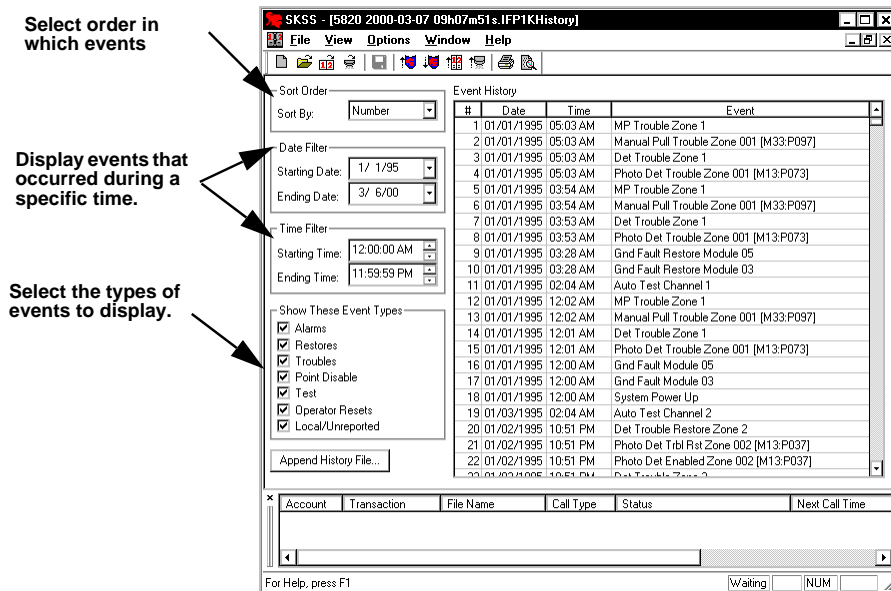 Select order in
which events
Display events that
occurred during a
specific time.
Select the types of
events to display.
SKSS - [5820 2000-03-07 09h07m51s.IFP1KHistory]
File View Options Window Help
Sort Order
Sort By: Number
Date Filter
Starting Date: 1/ 1/95
Ending Date: 3/ 6/00
Time Filter
Starting Time: 12:00:00 AM
Ending Time: 11:59:59 PM
Show These Event Types
Alarms
Restores
Troubles
Point Disable
Test
Operator Resets
Local/Unreported
Append History File...
Event History
# Date Time Event
1 01/01/1995 05:03 AM MP Trouble Zone 1
2 01/01/1995 05:03 AM Manual Pull Trouble Zone 001 [M33:P097]
3 01/01/1995 05:03 AM Det Trouble Zone 1
4 01/01/1995 05:03 AM Photo Det Trouble Zone 001 [M13:P073]
5 01/01/1995 03:54 AM MP Trouble Zone 1
6 01/01/1995 03:54 AM Manual Pull Trouble Zone 001 [M33:P097]
7 01/01/1995 03:53 AM Det Trouble Zone 1
8 01/01/1995 03:53 AM Photo Det Trouble Zone 001 [M13:P073]
9 01/01/1995 03:28 AM Gnd Fault Restore Module 05
10 01/01/1995 03:28 AM Gnd Fault Restore Module 03
11 01/01/1995 02:04 AM Auto Test Channel 1
12 01/01/1995 12:02 AM MP Trouble Zone 1
13 01/01/1995 12:02 AM Manual Pull Trouble Zone 001 [M33:P097]
14 01/01/1995 12:01 AM Det Trouble Zone 1
15 01/01/1995 12:01 AM Photo Det Trouble Zone 001 [M13:P073]
16 01/01/1995 12:00 AM Gnd Fault Module 05
17 01/01/1995 12:00 AM Gnd Fault Module 03
18 01/01/1995 12:00 AM System Power Up
19 01/03/1995 02:04 AM Auto Test Channel 2
20 01/02/1995 10:51 PM Det Trouble Restore Zone 2
21 01/02/1995 10:51 PM Photo Det Trbl Rst Zone 002 [M13:P037]
22 01/02/1995 10:51 PM Photo Det Enabled Zone 002 [M13:P037]
23 01/02/1995 10:51 PM Det Trouble Zone 2
Account Transaction File Name Call Type Status Next Call Time
For Help, press F1
Waiting NUM